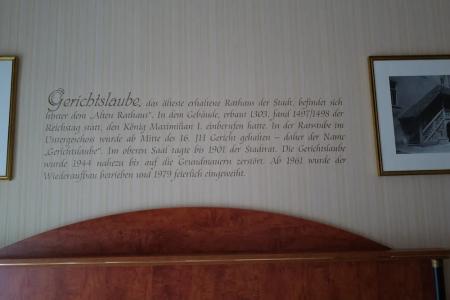 Gerichtslaube, das älteste erhaltene Rathaus der Stadt, befindet sich
hinter dem „Alten Rathaus". In dem Gebäude, erbaut 1303, fand 1497/1498 der
Reichstag statt, den König Maximilian I. einberufen hatte. In der Ratsstube im
Untergeschoss wurde ab Mitte des 16. JH Gericht gehalten – daher der Name
„Gerichtslaube". Im oberen Saal tagte bis 1901 der Stadtrat. Die Gerichtslaube
wurde 1944 nahezu bis auf die Grundmauern zerstört. Ab 1961 wurde der
Wiederaufbau betrieben und 1979 feierlich eingeweiht.